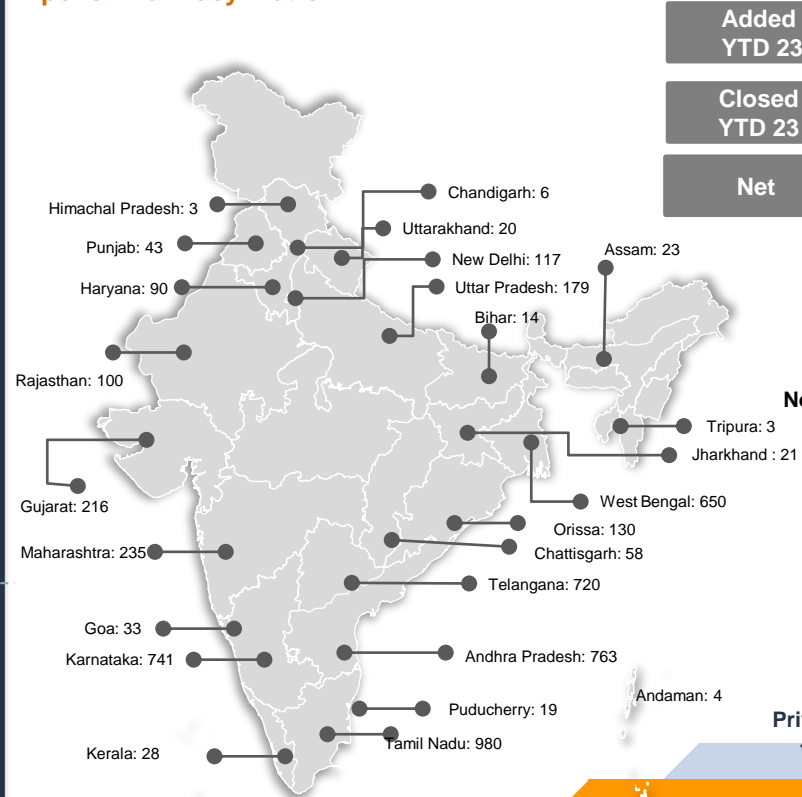 Added
YTD 23
Closed
YTD 23
Net
Chandigarh: 6
Himachal Pradesh: 3
Uttarakhand: 20
Punjab: 43
New Delhi: 117
Assam: 23
Haryana: 90
Uttar Pradesh: 179
Bihar: 14
Rajasthan: 100
Tripura: 3
Jharkhand : 21
Gujarat: 216
West Bengal: 650
Orissa: 130
Maharashtra: 235
Chattisgarh: 58
Telangana: 720
Goa: 33
Karnataka: 741
Andhra Pradesh: 763
Andaman: 4
Puducherry: 19
Tamil Nadu: 980
Kerala: 28